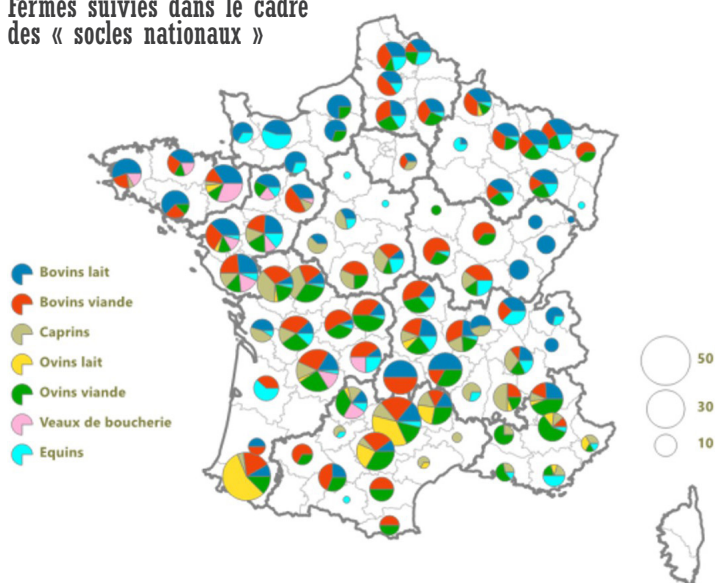 Fermes suivies dans le cadre
des « socles nationaux »
Bovins lait
Bovins viande
Caprins
Ovins lait
Ovins viande
Veaux de boucherie
Equins
50
30
10